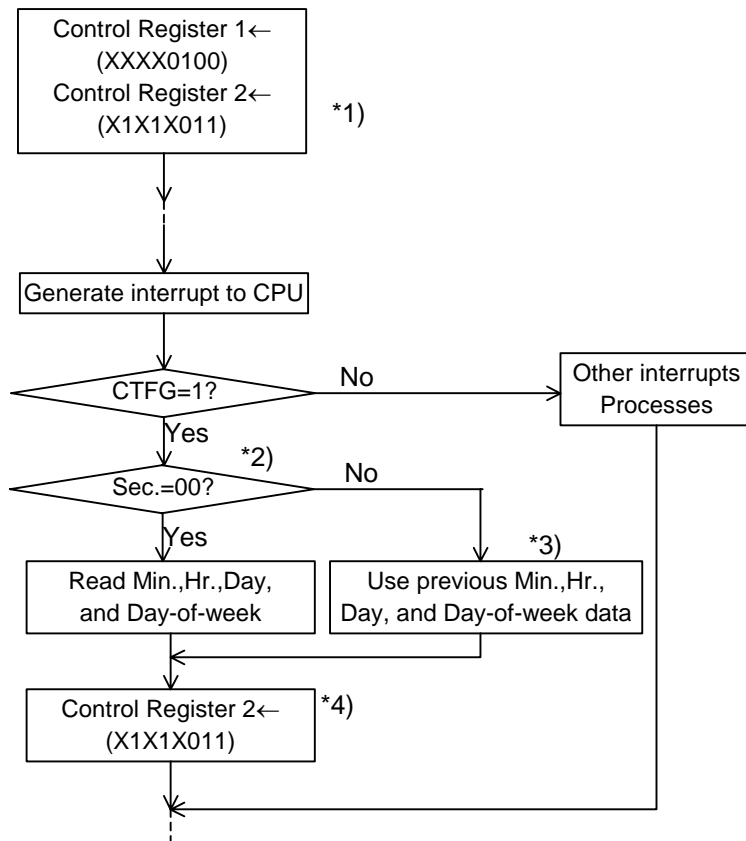 Control Register 1←
(XXXX0100)
Control Register 2←
(X1X1X011)
*1)
Generate interrupt to CPU
CTFG=1?
No
Other interrupts
Processes
Yes
*2)
Sec.=00?
No
Yes
*3)
Read Min.,Hr.,Day,
and Day-of-week
Use previous Min.,Hr.,
Day, and Day-of-week data
Control Register 2←
(X1X1X011)
*4)